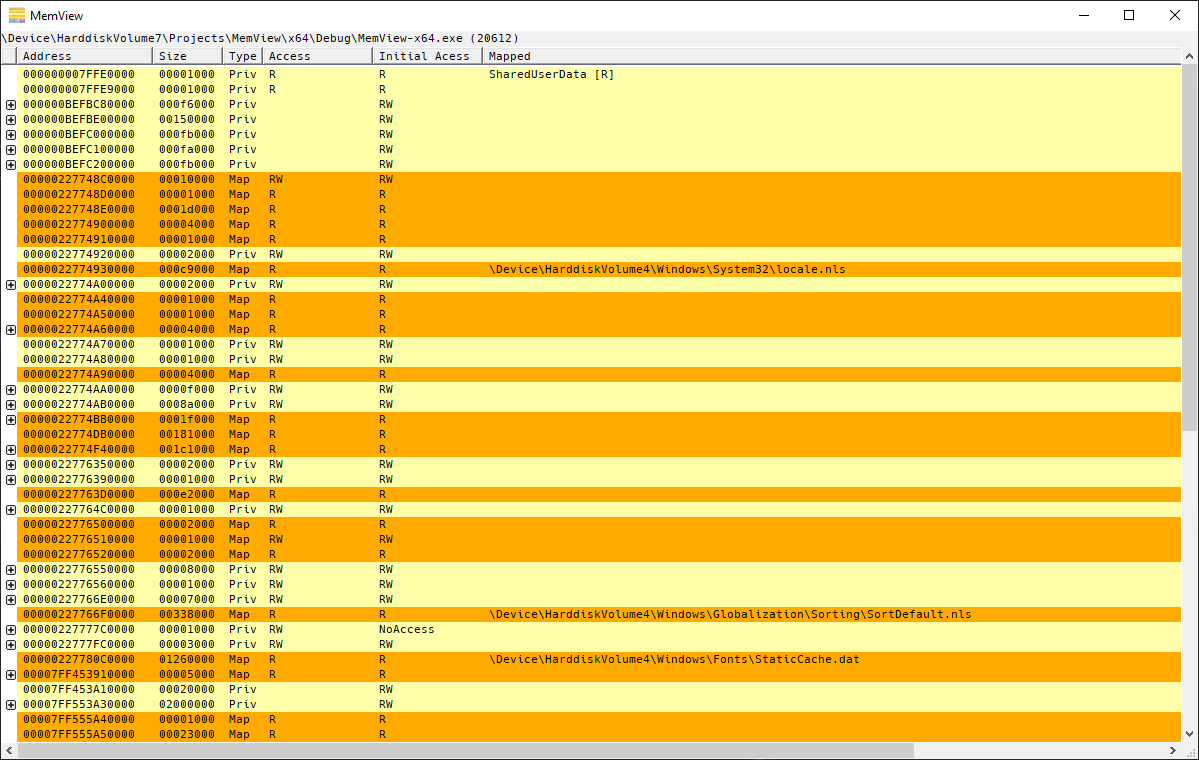 MemView
\Device\HarddiskVolume7\Projects\MemView\x64\Debug\MemView-x64.exe (20612)
Address Size Type Access Initial Acess Mapped
000000007FFE0000 00001000 Priv R R SharedUserData [R]
000000007FFE9000 00001000 Priv R R
000000BEFBC80000 000f6000 Priv RW
000000BEFBE00000 00150000 Priv RW
000000BEFC000000 000fb000 Priv RW
000000BEFC100000 000fa000 Priv RW
000000BEFC200000 000fb000 Priv RW
00000227748C0000 00010000 Map RW RW
00000227748D0000 00001000 Map R R
00000227748E0000 0001d000 Map R R
0000022774900000 00004000 Map R R
0000022774910000 00001000 Map R R
0000022774920000 00002000 Priv RW RW
0000022774930000 000c9000 Map R R \Device\HarddiskVolume4\Windows\System32\locale.nls
0000022774A00000 00002000 Priv RW RW
0000022774A40000 00001000 Map R R
0000022774A50000 00001000 Map R R
0000022774A60000 00004000 Map R R
0000022774A70000 00001000 Priv RW RW
0000022774A80000 00001000 Priv RW RW
0000022774A90000 00004000 Map R R
0000022774AA0000 0000f000 Priv RW RW
0000022774AB0000 0008a000 Priv RW RW
0000022774BB0000 0001f000 Map R R
0000022774DB0000 00181000 Map R R
0000022774F40000 001c1000 Map R R
0000022776350000 00002000 Priv RW RW
0000022776390000 00001000 Priv RW RW
00000227763D0000 000e2000 Map R R
00000227764C0000 00001000 Priv RW RW
0000022776500000 00002000 Map R R
0000022776510000 00001000 Map RW RW
0000022776520000 00002000 Map R R
0000022776550000 00008000 Priv RW RW
0000022776560000 00001000 Priv RW RW
00000227766E0000 00007000 Priv RW RW
00000227766F0000 00338000 Map R R \Device\HarddiskVolume4\Windows\Globalization\Sorting\SortDefault.nls
00000227777C0000 00001000 Priv RW NoAccess
00000227777FC0000 00003000 Priv RW RW
00000227780C0000 01260000 Map R R \Device\HarddiskVolume4\Windows\Fonts\StaticCache.dat
00007FF453910000 00005000 Map R R
00007FF453A10000 00020000 Priv RW
00007FF553A30000 02000000 Priv RW
00007FF555A40000 00001000 Map R R
00007FF555A50000 00023000 Map R R